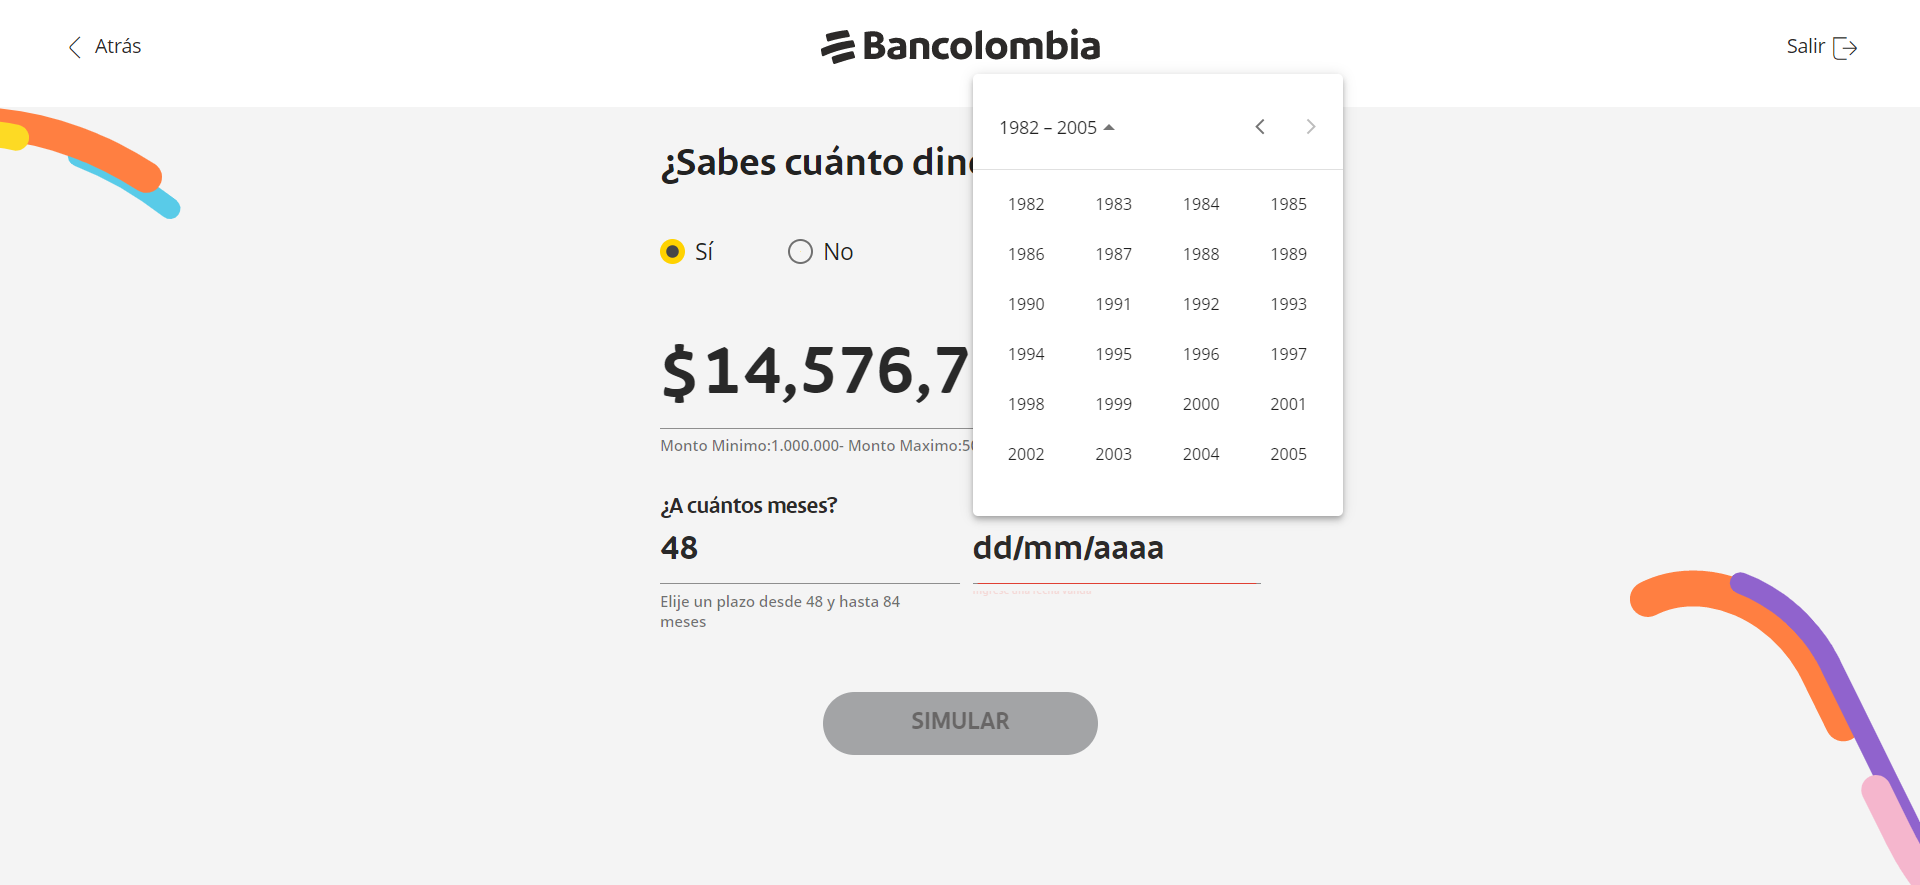 Atrás
Bancolombia
Salir
1982 – 2005
¿Sabes cuánto
1982 1983 1984 1985
Sí
No
1986 1987 1988 1989
1990 1991 1992 1993
$14,576,7
1994 1995 1996 1997
1998 1999 2000 2001
Monto Minimo:1.000.000- Monto Maximo:
2002 2003 2004 2005
¿A cuántos meses?
48
dd/mm/aaaa
Elije un plazo desde 48 y hasta 84
meses
SIMULAR